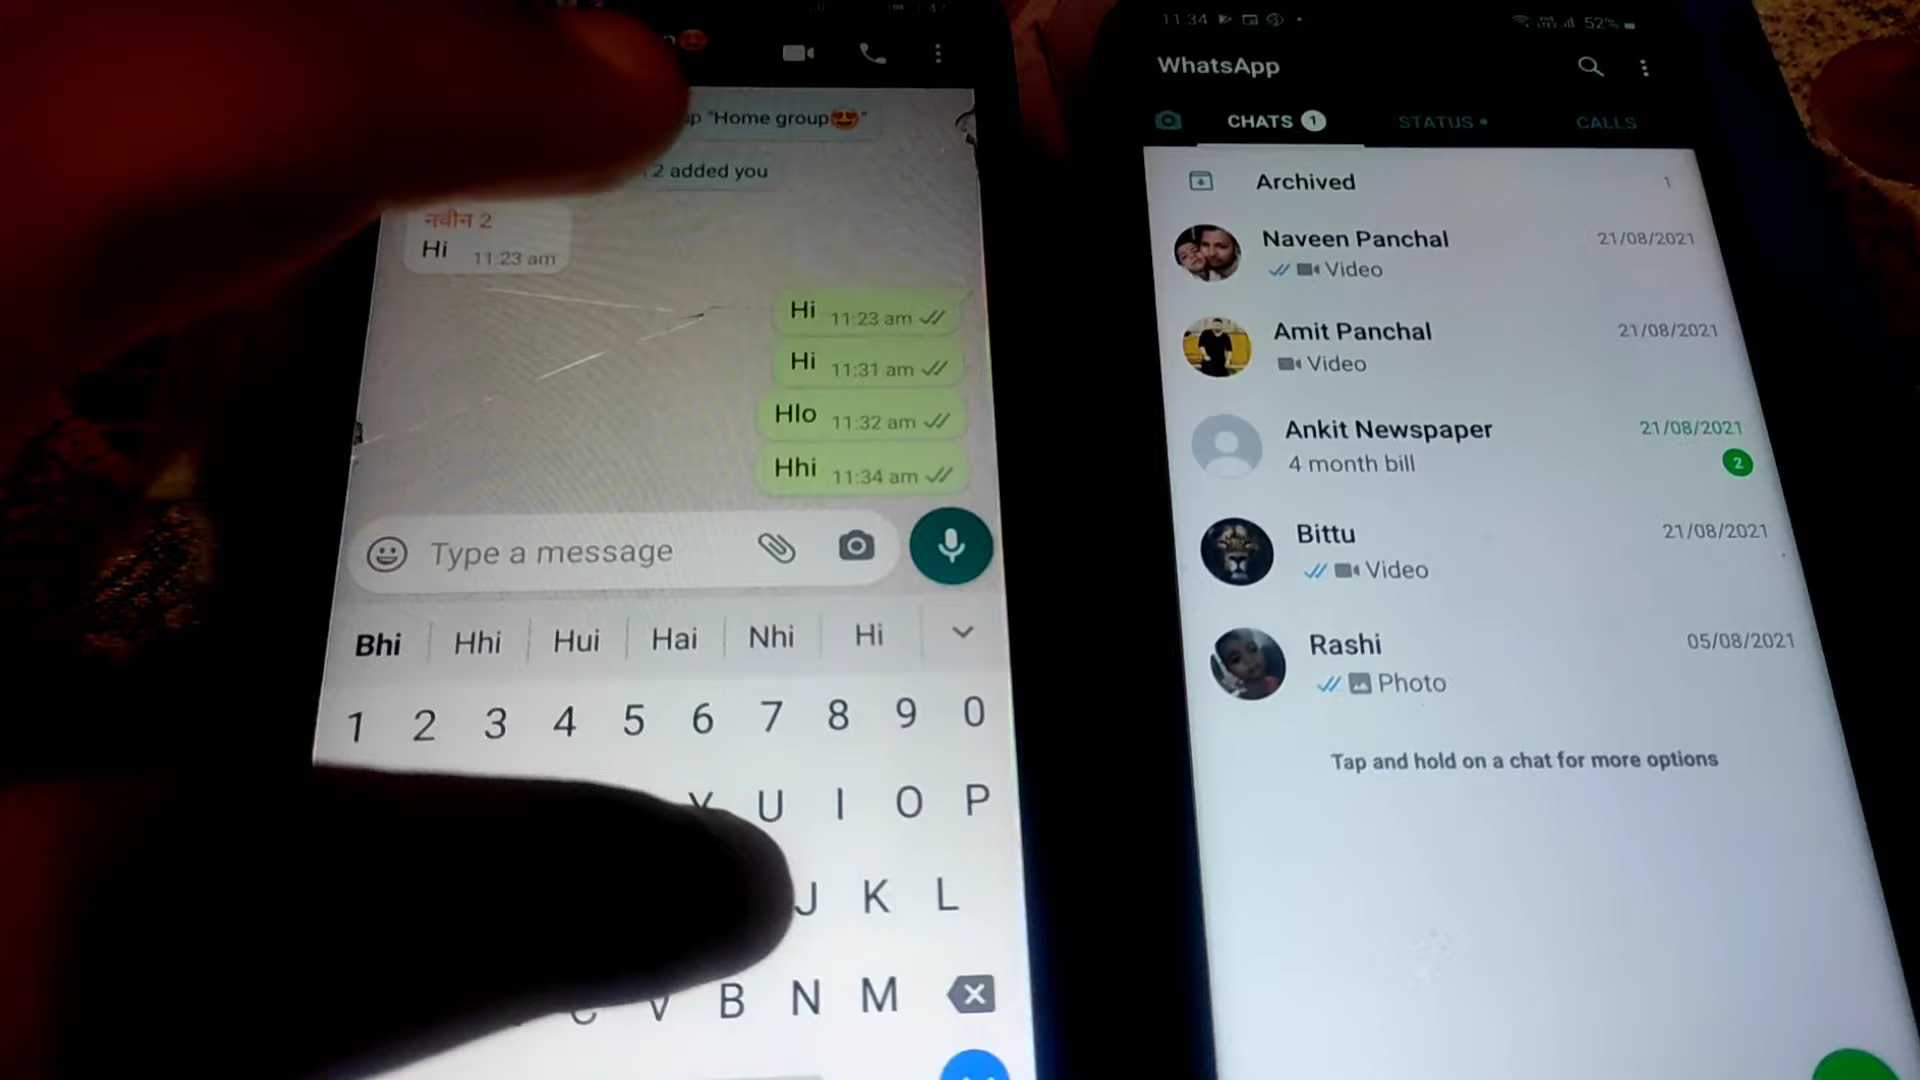 p "Home group😍"
2 added you
नवीन 2
Hi 11:23 am
Hi 11:23 am
Hi 11:31 am
Hlo 11:32 am
Hhi 11:34 am
Type a message
Bhi Hhi Hui Hai Nhi Hi
1 2 3 4 5 6 7 8 9 0
Y U I O P
J K L
C V B N M
11:34 52%
WhatsApp
CHATS 1 STATUS CALLS
Archived 1
Naveen Panchal 21/08/2021
Video
Amit Panchal 21/08/2021
Video
Ankit Newspaper 21/08/2021
4 month bill 2
Bittu 21/08/2021
Video
Rashi 05/08/2021
Photo
Tap and hold on a chat for more options